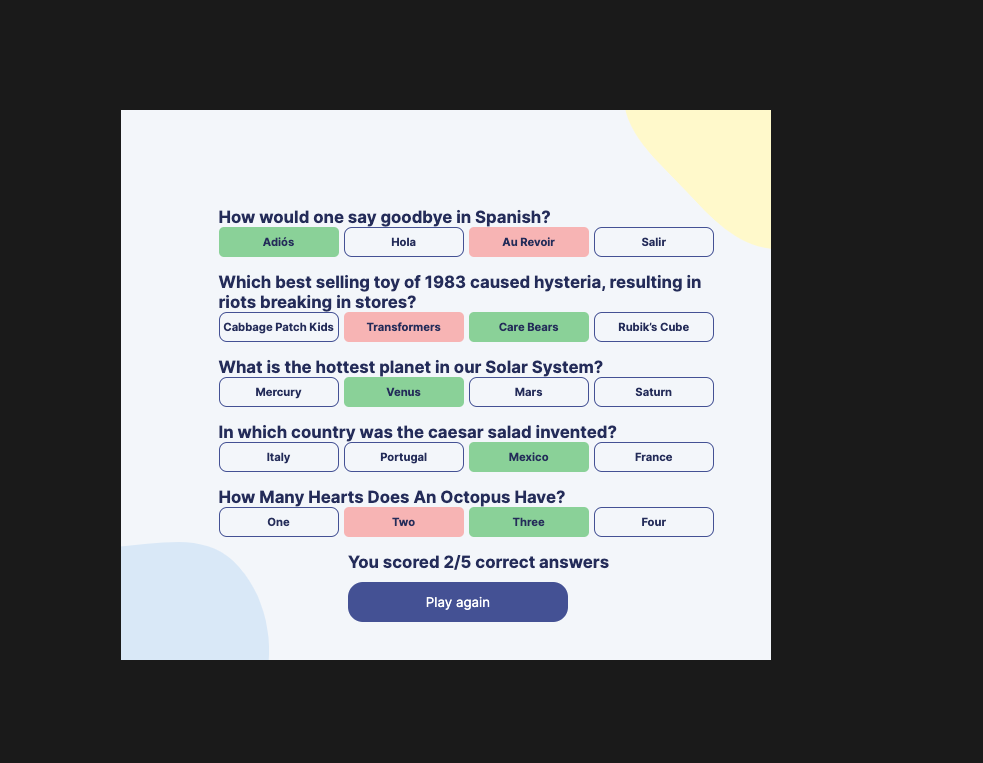 How would one say goodbye in Spanish?
Adiós Hola Au Revoir Salir
Which best selling toy of 1983 caused hysteria, resulting in
riots breaking in stores?
Cabbage Patch Kids Transformers Care Bears Rubik’s Cube
What is the hottest planet in our Solar System?
Mercury Venus Mars Saturn
In which country was the caesar salad invented?
Italy Portugal Mexico France
How Many Hearts Does An Octopus Have?
One Two Three Four
You scored 2/5 correct answers
Play again